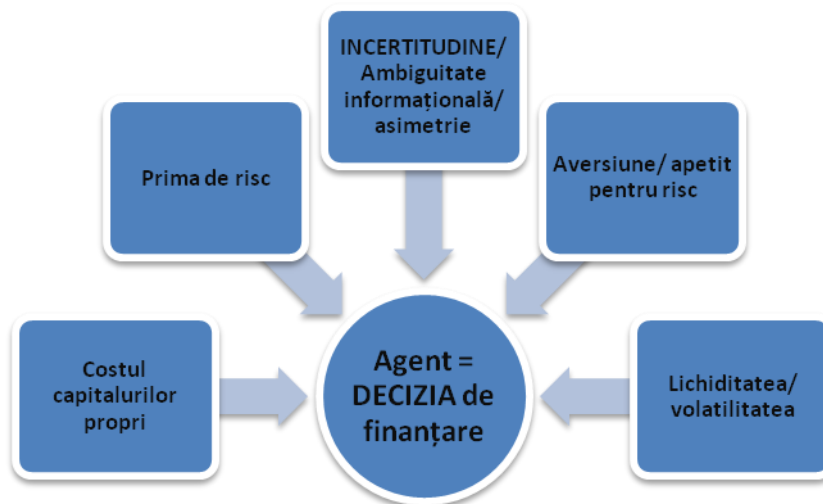 INCERTITUDINE/
Ambiguitate
informațională/
asimetrie
Prima de risc
Aversiune/ apetit
pentru risc
Costul
capitalurilor
propri
Agent =
DECIZIA de
finanțare
Lichiditatea/
volatilitatea